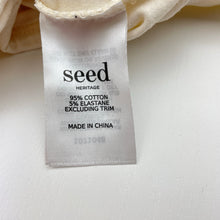 seed
HERITAGE
95% COTTON
5% ELASTANE
EXCLUDING TRIM
MADE IN CHINA